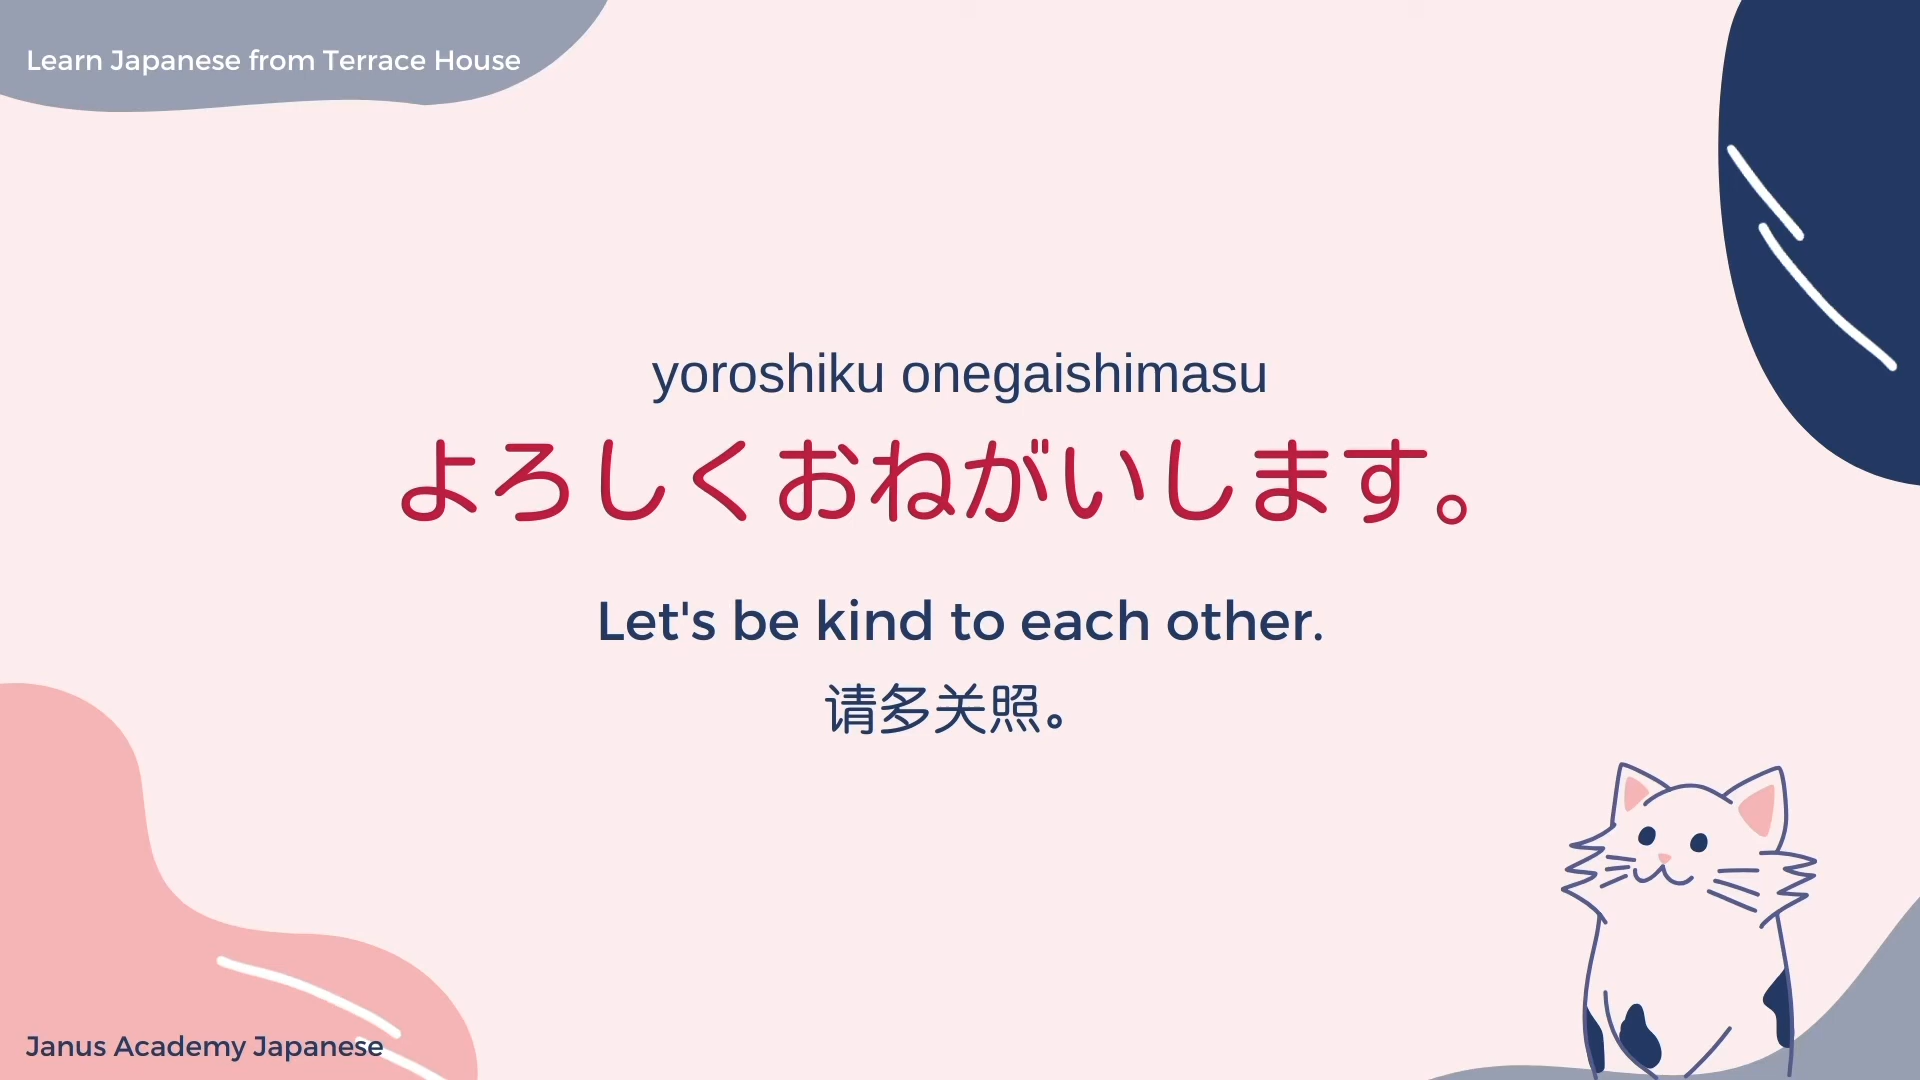 Learn Japanese from Terrace House
yoroshiku onegaishimasu
よろしくおねがいします。
Let's be kind to each other.
请多关照。
Janus Academy Japanese